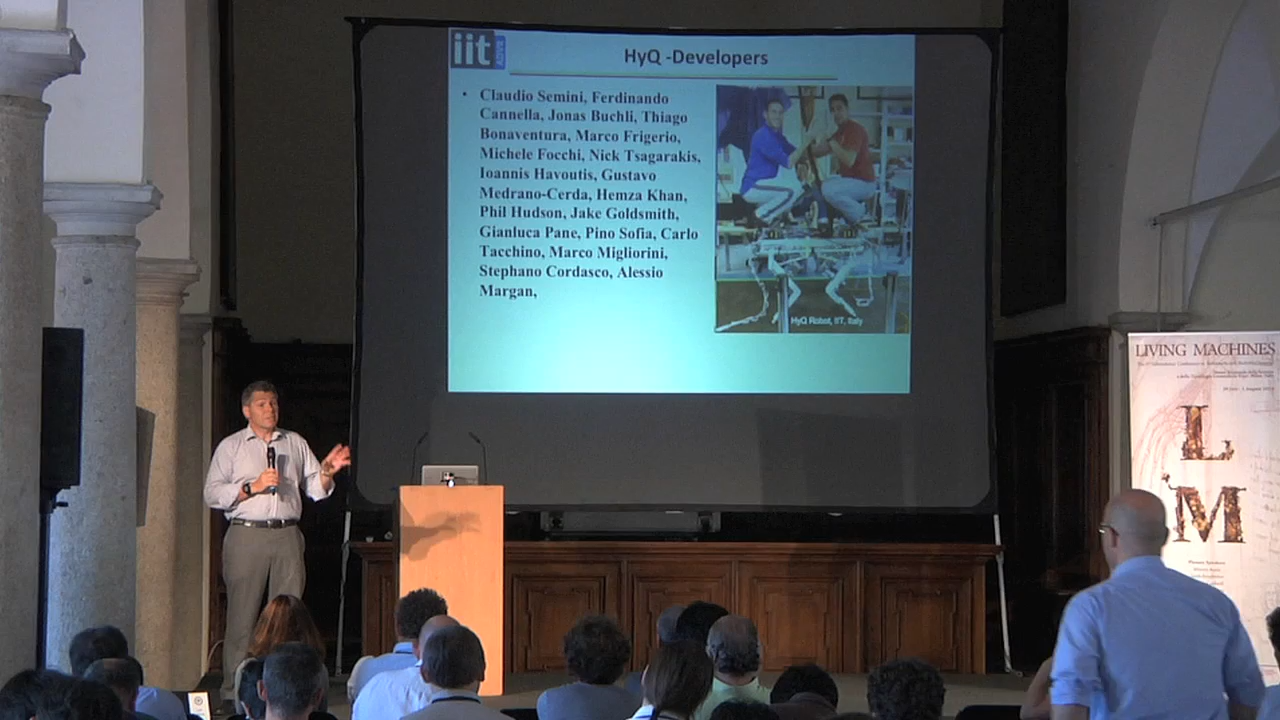 iit
ADVR
HyQ -Developers
• Claudio Semini, Ferdinando
Cannella, Jonas Buchli, Thiago
Bonaventura, Marco Frigerio,
Michele Focchi, Nick Tsagarakis,
Ioannis Havoutis, Gustavo
Medrano-Cerda, Hemza Khan,
Phil Hudson, Jake Goldsmith,
Gianluca Pane, Pino Sofia, Carlo
Tacchino, Marco Migliorini,
Stephano Cordasco, Alessio
Margan,
HyQ Robot, IIT, Italy
LIVING MACHINES
L
M